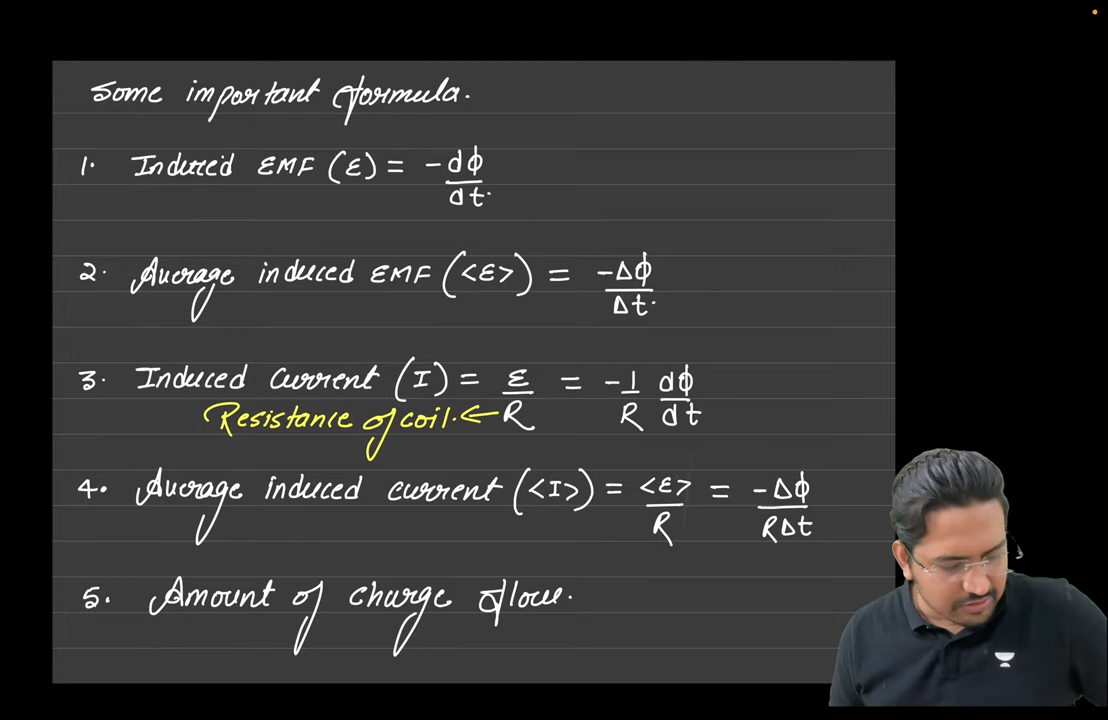 Some important formula.
1. Induced EMF (ε) = -dϕ/dt.
2. Average induced EMF (<ε>) = -Δϕ/Δt.
3. Induced Current (I) = ε/R = -1/R dϕ/dt
Resistance of coil. ← R
4. Average induced current (<I>) = <ε>/R = -Δϕ/RΔt
5. Amount of charge flow.